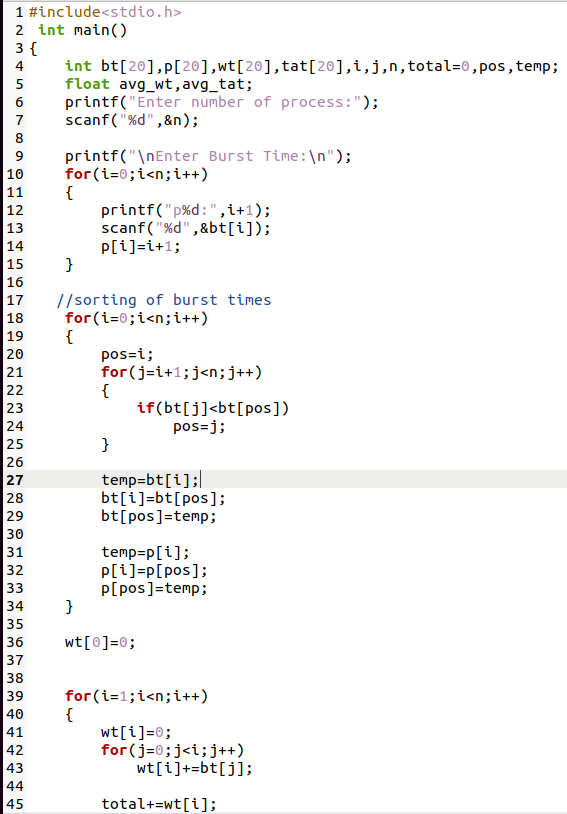 1 #include<stdio.h>
2  int main()
3 {
4     int bt[20],p[20],wt[20],tat[20],i,j,n,total=0,pos,temp;
5     float avg_wt,avg_tat;
6     printf("Enter number of process:");
7     scanf("%d",&n);
8
9     printf("\nEnter Burst Time:\n");
10     for(i=0;i<n;i++)
11     {
12         printf("p%d:",i+1);
13         scanf("%d",&bt[i]);
14         p[i]=i+1;
15     }
16
17    //sorting of burst times
18     for(i=0;i<n;i++)
19     {
20         pos=i;
21         for(j=i+1;j<n;j++)
22         {
23             if(bt[j]<bt[pos])
24                 pos=j;
25         }
26
27         temp=bt[i];
28         bt[i]=bt[pos];
29         bt[pos]=temp;
30
31         temp=p[i];
32         p[i]=p[pos];
33         p[pos]=temp;
34     }
35
36     wt[0]=0;
37
38
39     for(i=1;i<n;i++)
40     {
41         wt[i]=0;
42         for(j=0;j<i;j++)
43             wt[i]+=bt[j];
44
45         total+=wt[i];